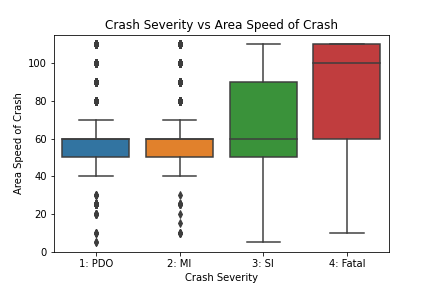 Crash Severity vs Area Speed of Crash
Area Speed of Crash
100
80
60
40
20
0
1: PDO 2: MI 3: SI 4: Fatal
Crash Severity